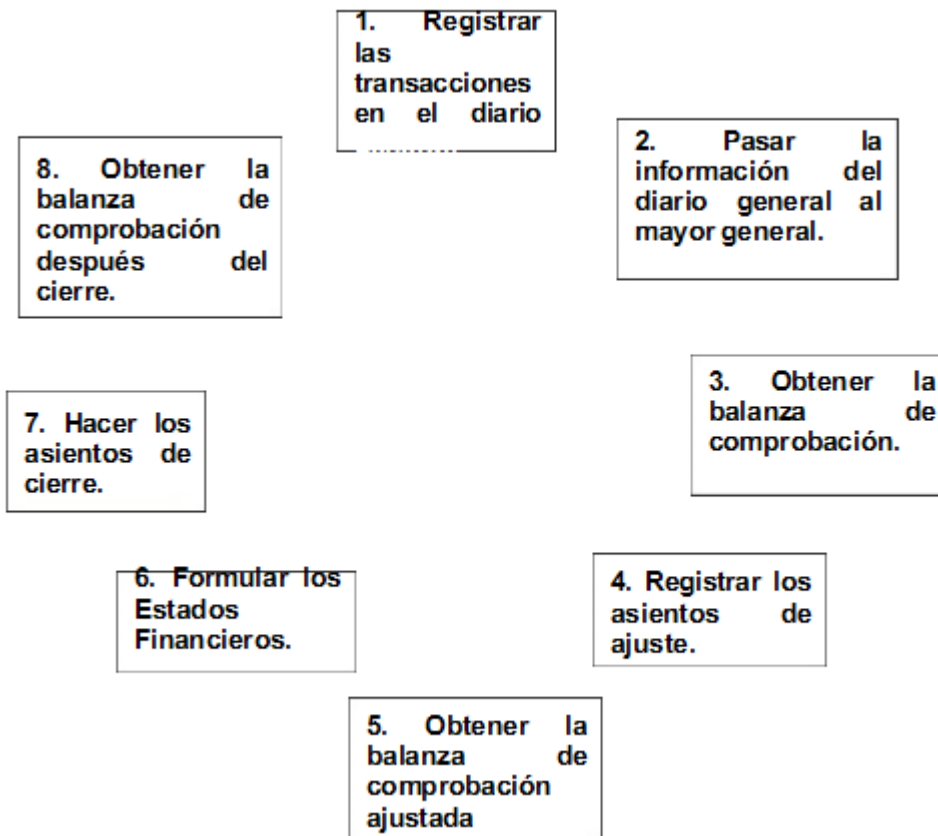 1. Registrar
las
transacciones
en el diario
2. Pasar la
información del
diario general al
mayor general.
3. Obtener la
balanza de
comprobación.
4. Registrar los
asientos de
ajuste.
5. Obtener la
balanza de
comprobación
ajustada
6. Formular los
Estados
Financieros.
7. Hacer los
asientos de
cierre.
8. Obtener la
balanza de
comprobación
después del
cierre.